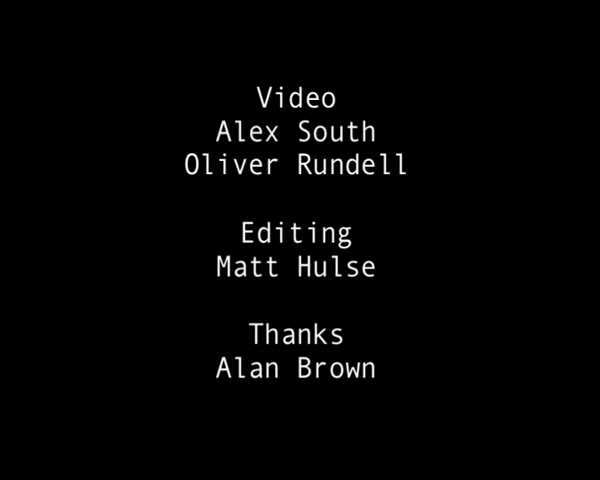 Video
Alex South
Oliver Rundell
Editing
Matt Hulse
Thanks
Alan Brown